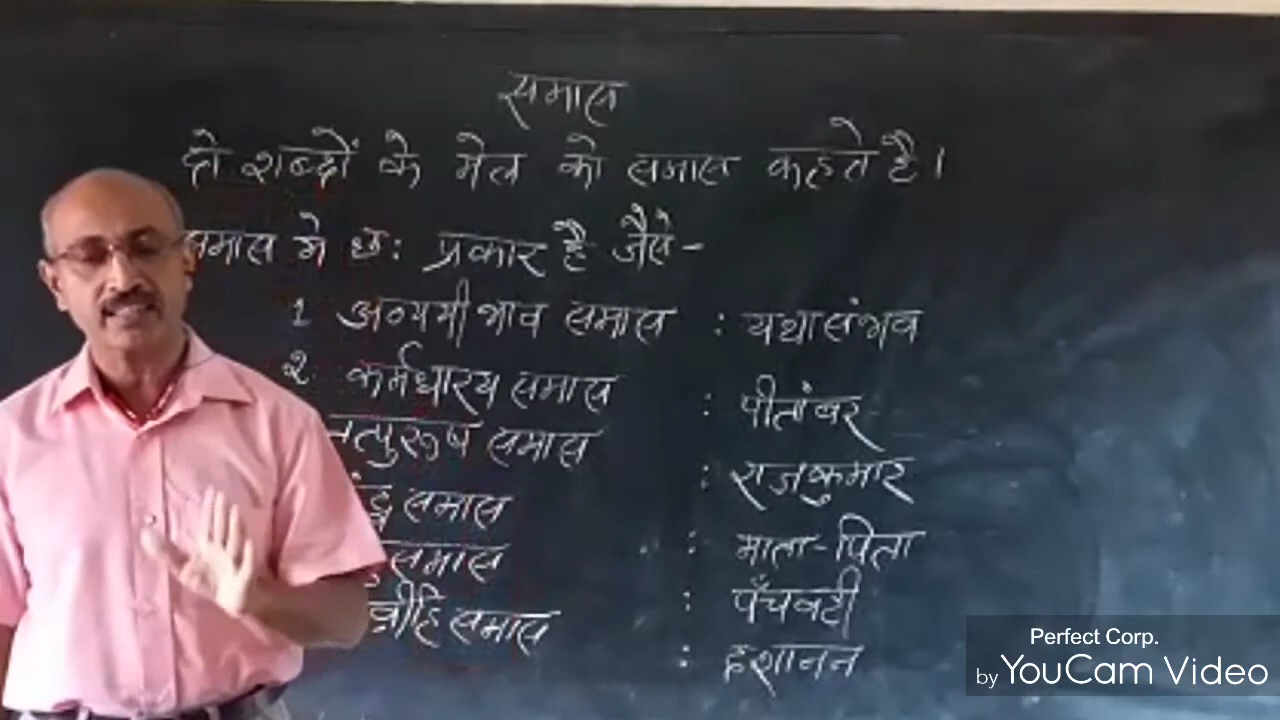 समास
दो शब्दों के मेल को समास कहते है।
समास मे छः प्रकार है जैसे-
1 अव्ययीभाव समास : यथासंभव
2. कर्मधारय समास : पीतांबर
तत्पुरूष समास : राजकुमार
समास : माता-पिता
समास : पँचवटी
व्रीहि समास : दशानन
Perfect Corp.
by YouCam Video